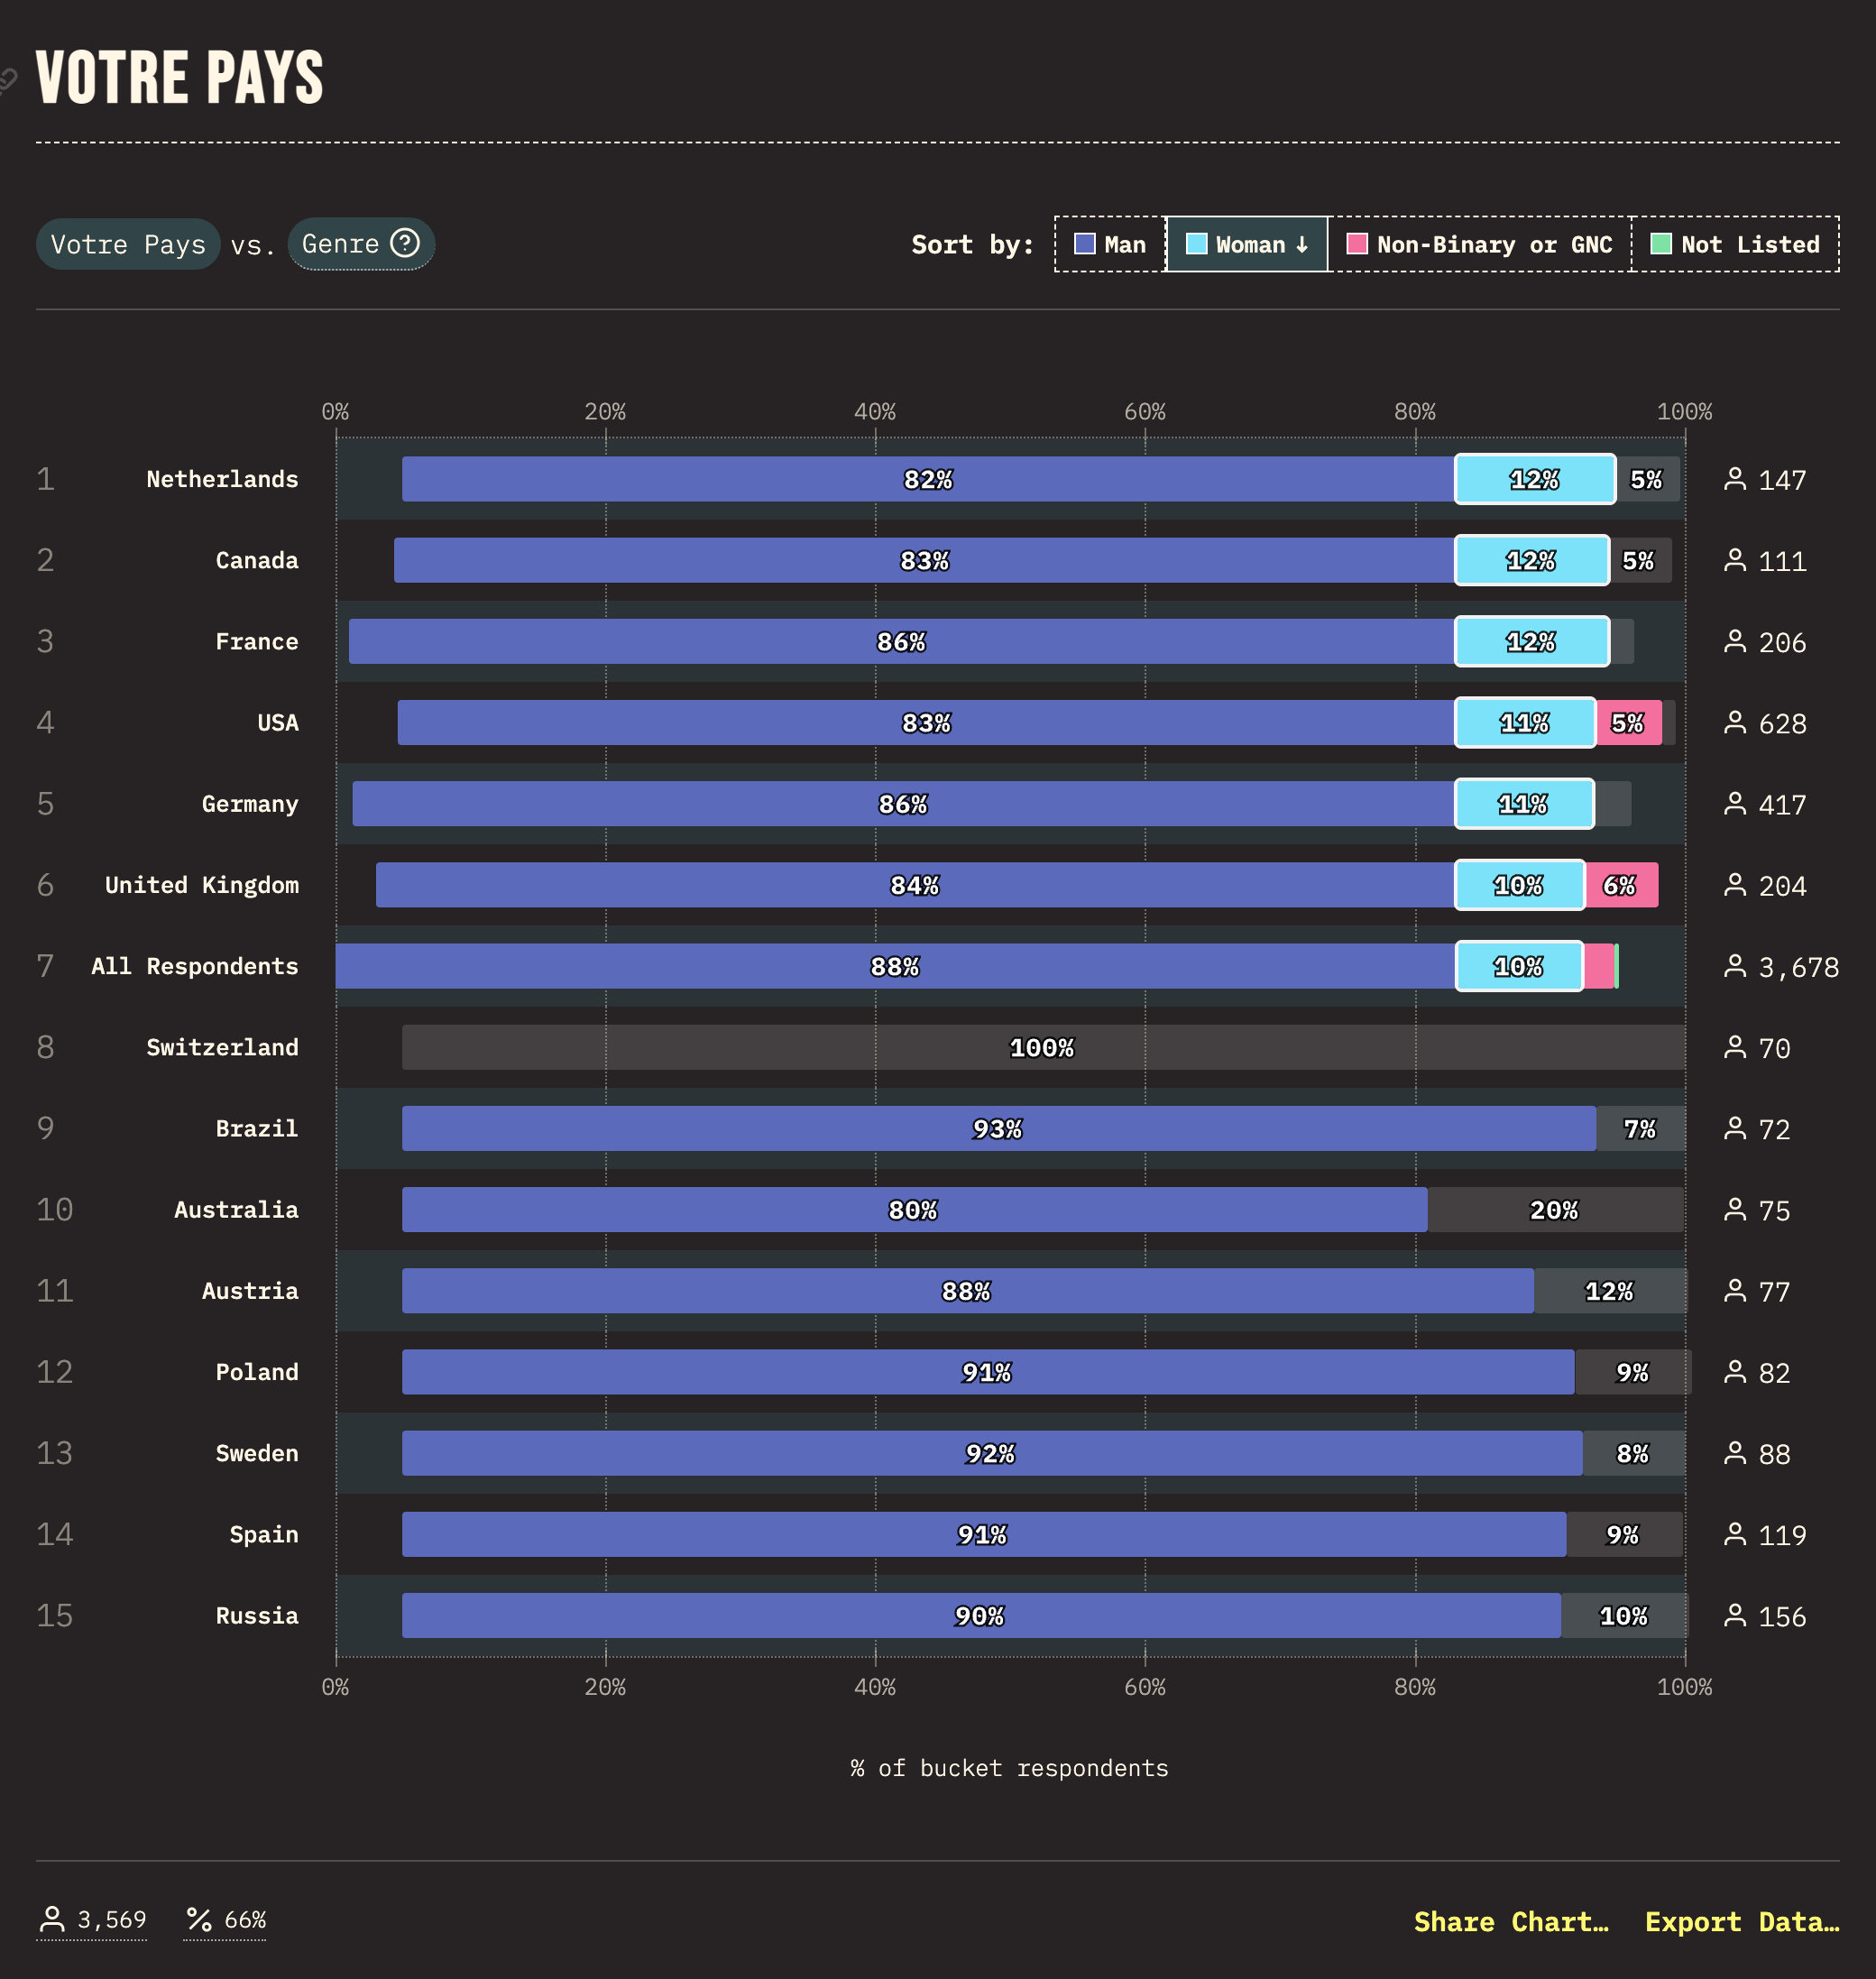 VOTRE PAYS
Votre Pays vs. Genre ? Sort by: Man Woman ↓ Non-Binary or GNC Not Listed
0% 20% 40% 60% 80% 100%
1 Netherlands 82% 12% 5% 147
2 Canada 83% 12% 5% 111
3 France 86% 12% 206
4 USA 83% 11% 5% 628
5 Germany 86% 11% 417
6 United Kingdom 84% 10% 6% 204
7 All Respondents 88% 10% 3,678
8 Switzerland 100% 70
9 Brazil 93% 7% 72
10 Australia 80% 20% 75
11 Austria 88% 12% 77
12 Poland 91% 9% 82
13 Sweden 92% 8% 88
14 Spain 91% 9% 119
15 Russia 90% 10% 156
0% 20% 40% 60% 80% 100%
% of bucket respondents
3,569 % 66% Share Chart… Export Data…